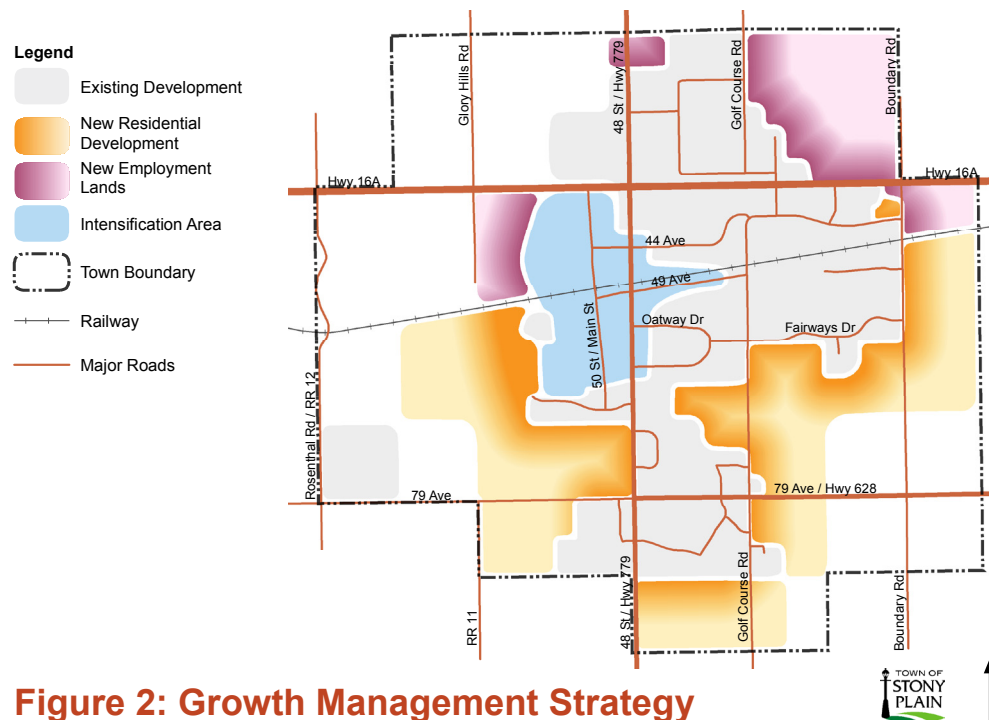 Legend
Existing Development
New Residential
Development
New Employment
Lands
Intensification Area
Town Boundary
Railway
Major Roads
Glory Hills Rd
48 St / Hwy 779
Golf Course Rd
Boundary Rd
Hwy 16A
Hwy 16A
44 Ave
49 Ave
50 St / Main St
Oatway Dr
Fairways Dr
Rosenthal Rd / RR 12
79 Ave
79 Ave / Hwy 628
RR 11
48 St / Hwy 779
Golf Course Rd
Boundary Rd
Figure 2: Growth Management Strategy
TOWN OF
STONY
PLAIN